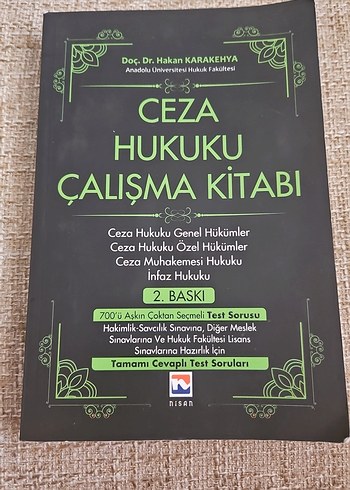 Doç. Dr. Hakan KARAKEHYA
Anadolu Üniversitesi Hukuk Fakültesi
CEZA
HUKUKU
ÇALIŞMA KİTABI
Ceza Hukuku Genel Hükümler
Ceza Hukuku Özel Hükümler
Ceza Muhakemesi Hukuku
İnfaz Hukuku
2. BASKI
700'ü Aşkın Çoktan Seçmeli Test Sorusu
Hakimlik-Savcılık Sınavına, Diğer Meslek
Sınavlarına Ve Hukuk Fakültesi Lisans
Sınavlarına Hazırlık İçin
Tamamı Cevaplı Test Soruları
NİSAN